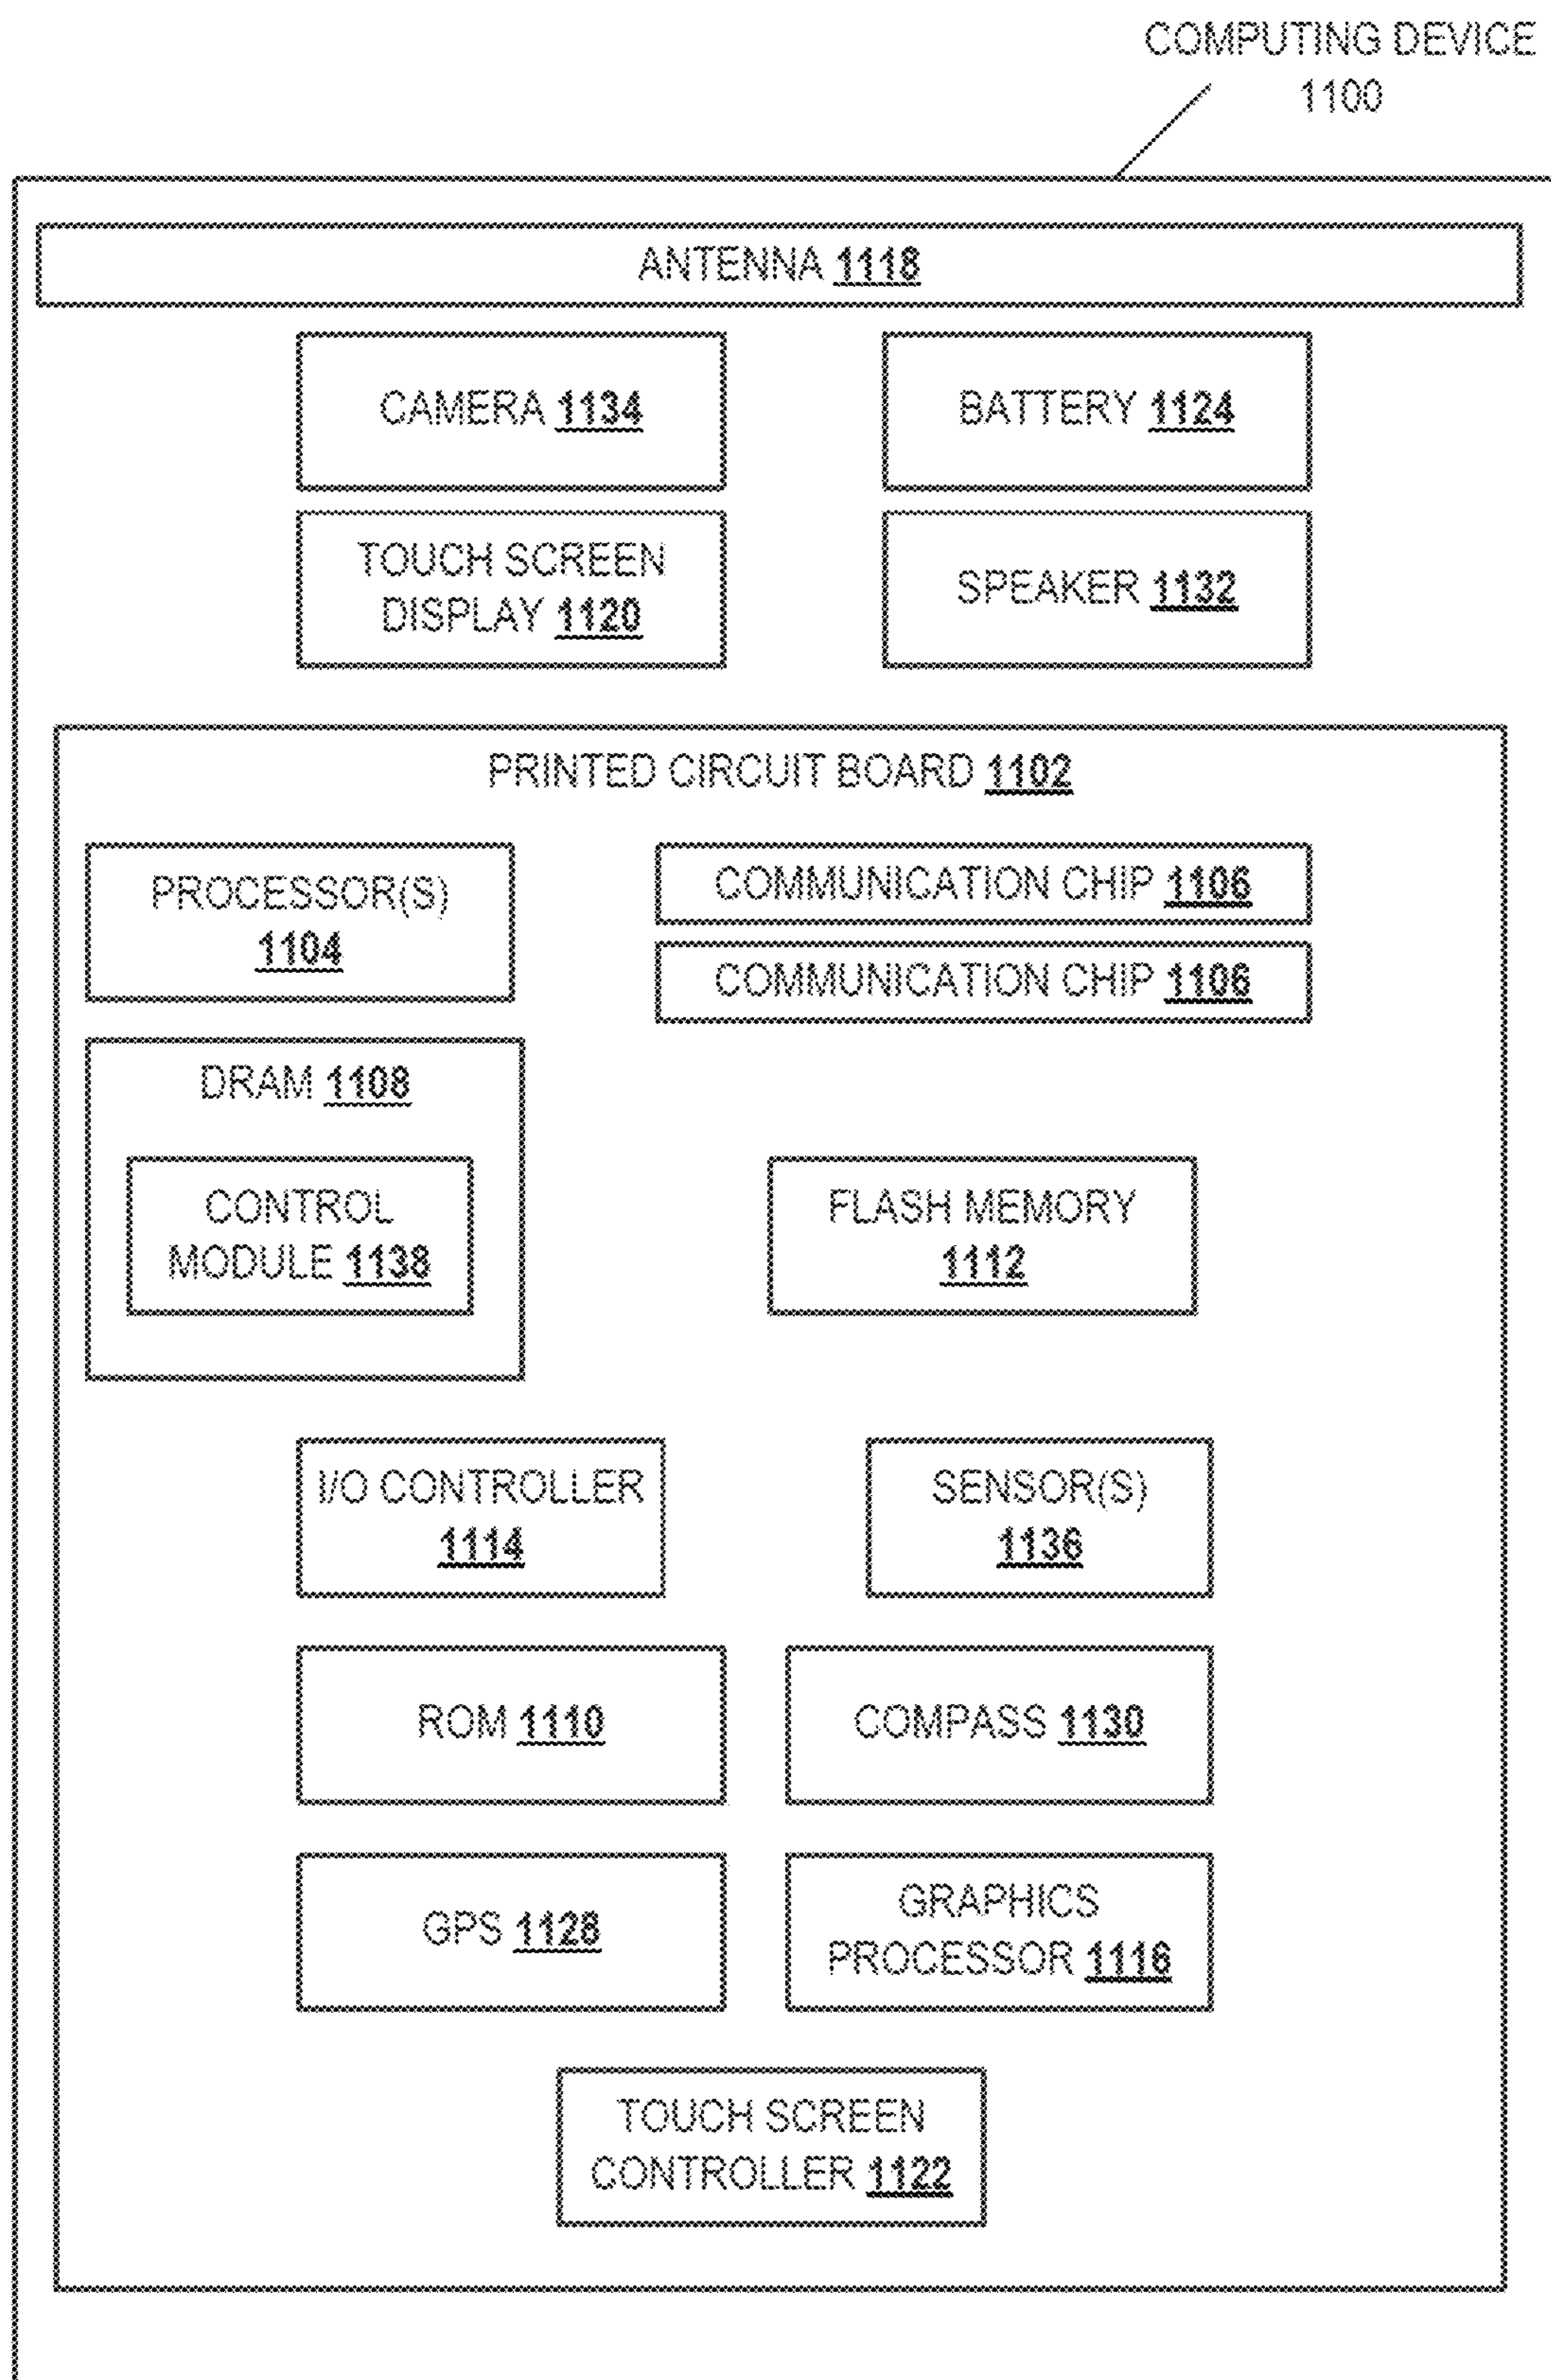 COMPUTING DEVICE
1100
ANTENNA 1118
CAMERA 1134
BATTERY 1124
TOUCH SCREEN
DISPLAY 1120
SPEAKER 1132
PRINTED CIRCUIT BOARD 1102
PROCESSOR(S)
1104
COMMUNICATION CHIP 1106
COMMUNICATION CHIP 1106
DRAM 1108
CONTROL
MODULE 1138
FLASH MEMORY
1112
I/O CONTROLLER
1114
SENSOR(S)
1136
ROM 1110
COMPASS 1130
GPS 1128
GRAPHICS
PROCESSOR 1116
TOUCH SCREEN
CONTROLLER 1122